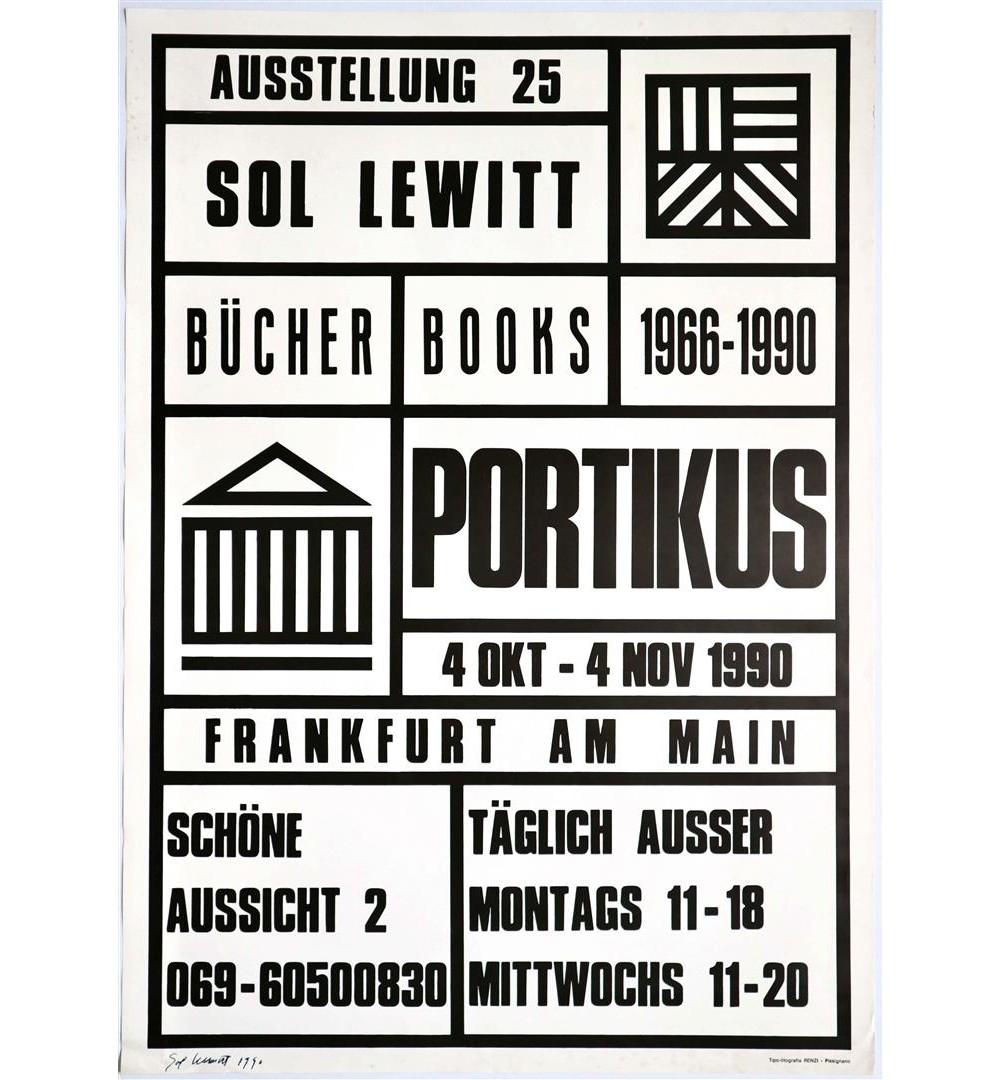 AUSSTELLUNG 25
SOL LEWITT
BÜCHER
BOOKS
1966-1990
PORTIKUS
4 OKT - 4 NOV 1990
FRANKFURT AM MAIN
SCHÖNE
AUSSICHT 2
069-60500830
TÄGLICH AUSSER
MONTAGS 11-18
MITTWOCHS 11-20
Sol Lewitt 1990
Tipo-litografia RENZI - Pissignano